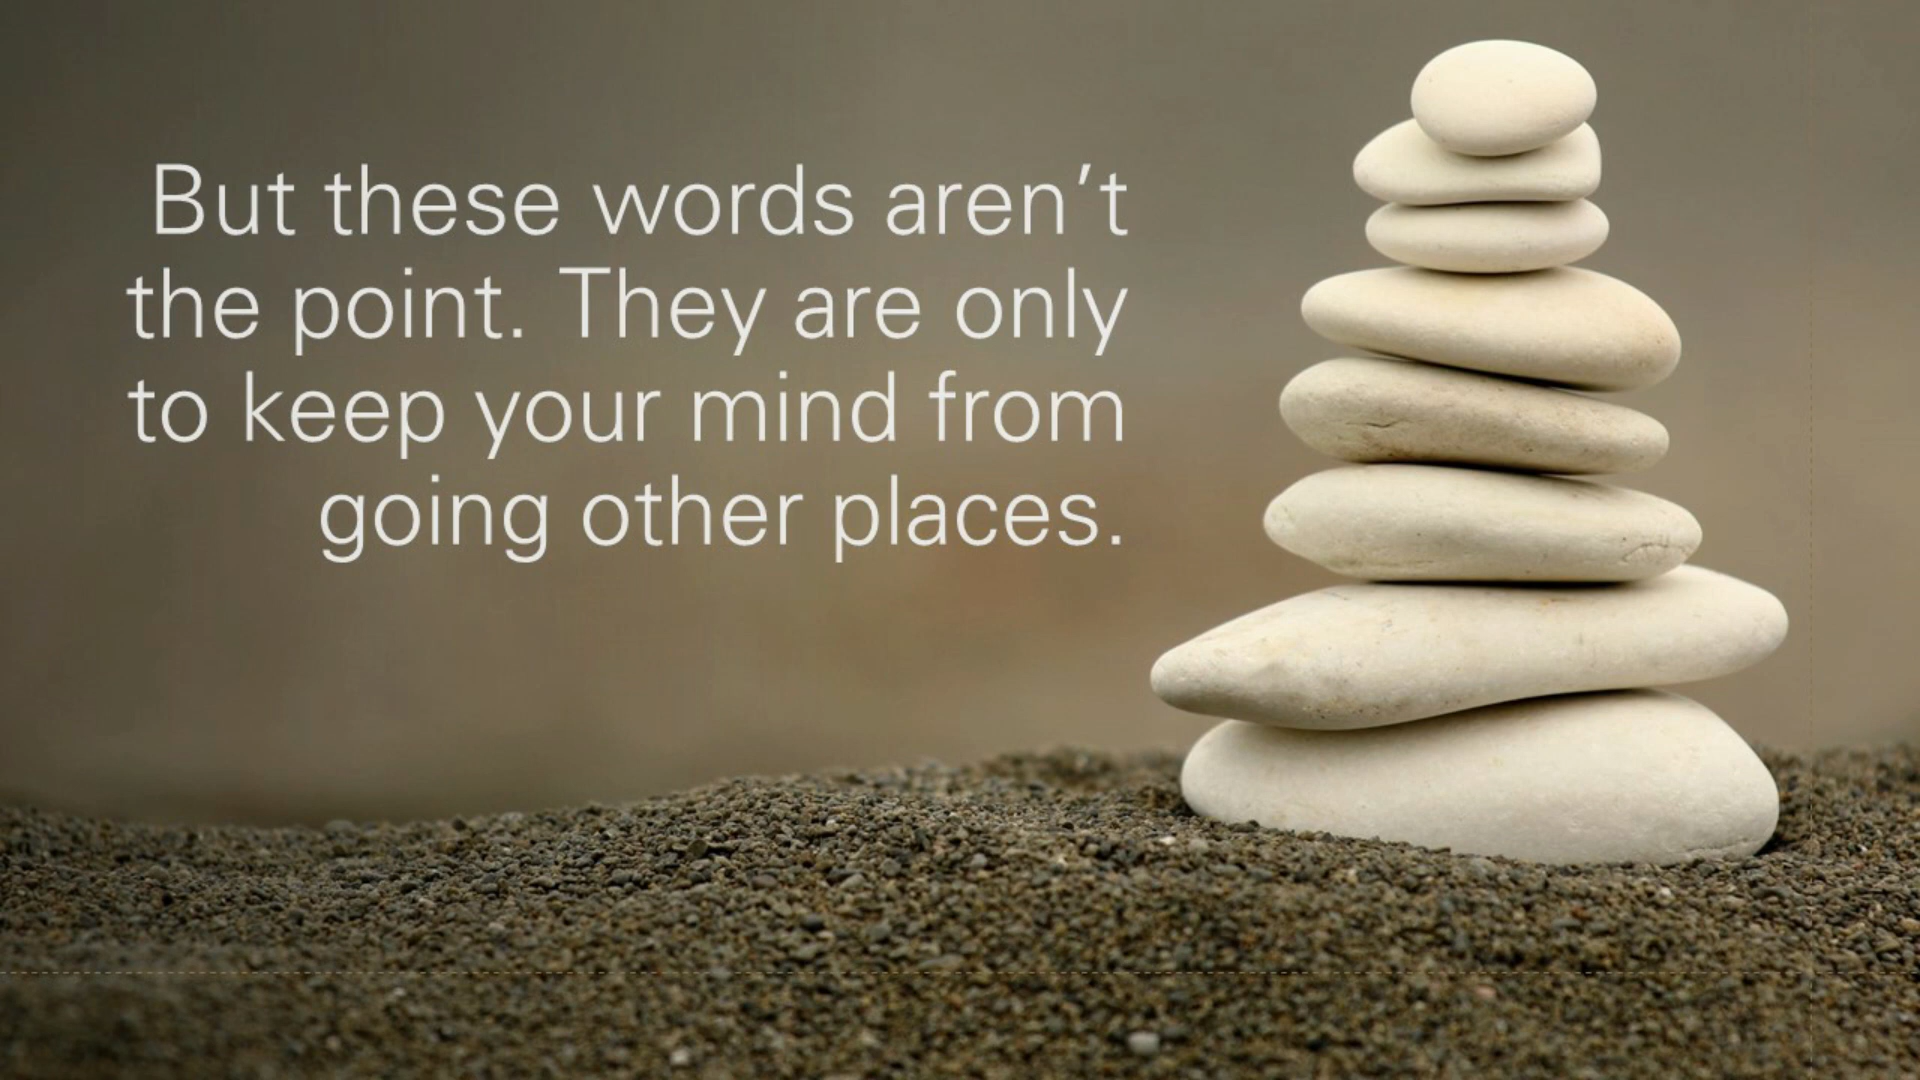 But these words aren’t
the point. They are only
to keep your mind from
going other places.